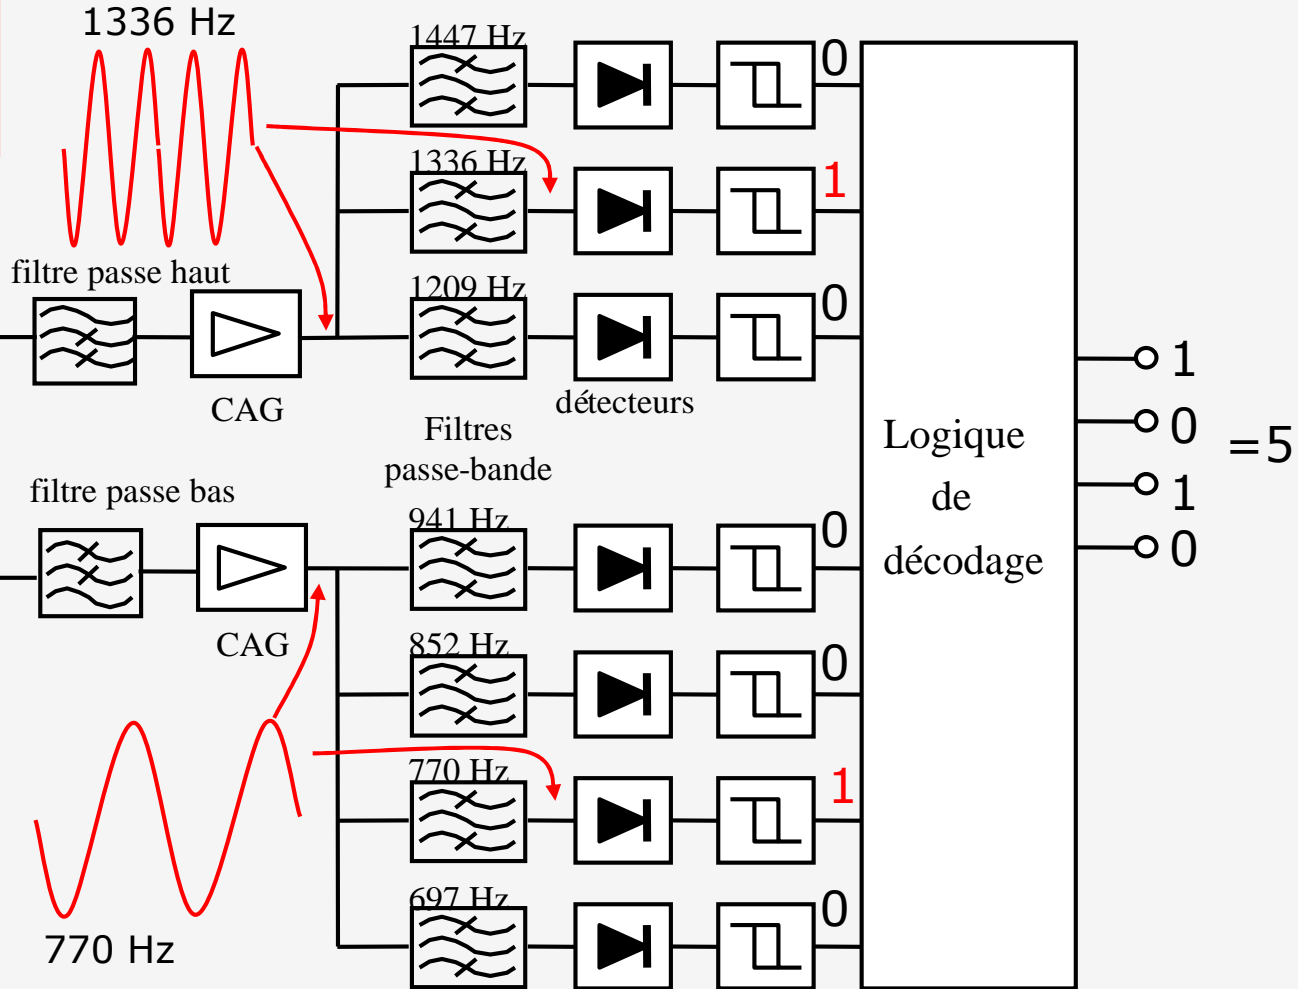 1336 Hz
1447 Hz
0
1336 Hz
1
filtre passe haut
1209 Hz
0
CAG
détecteurs
Filtres
passe-bande
filtre passe bas
941 Hz
0
CAG
852 Hz
0
770 Hz
1
697 Hz
0
770 Hz
Logique
de
décodage
1
0
1
0
=5